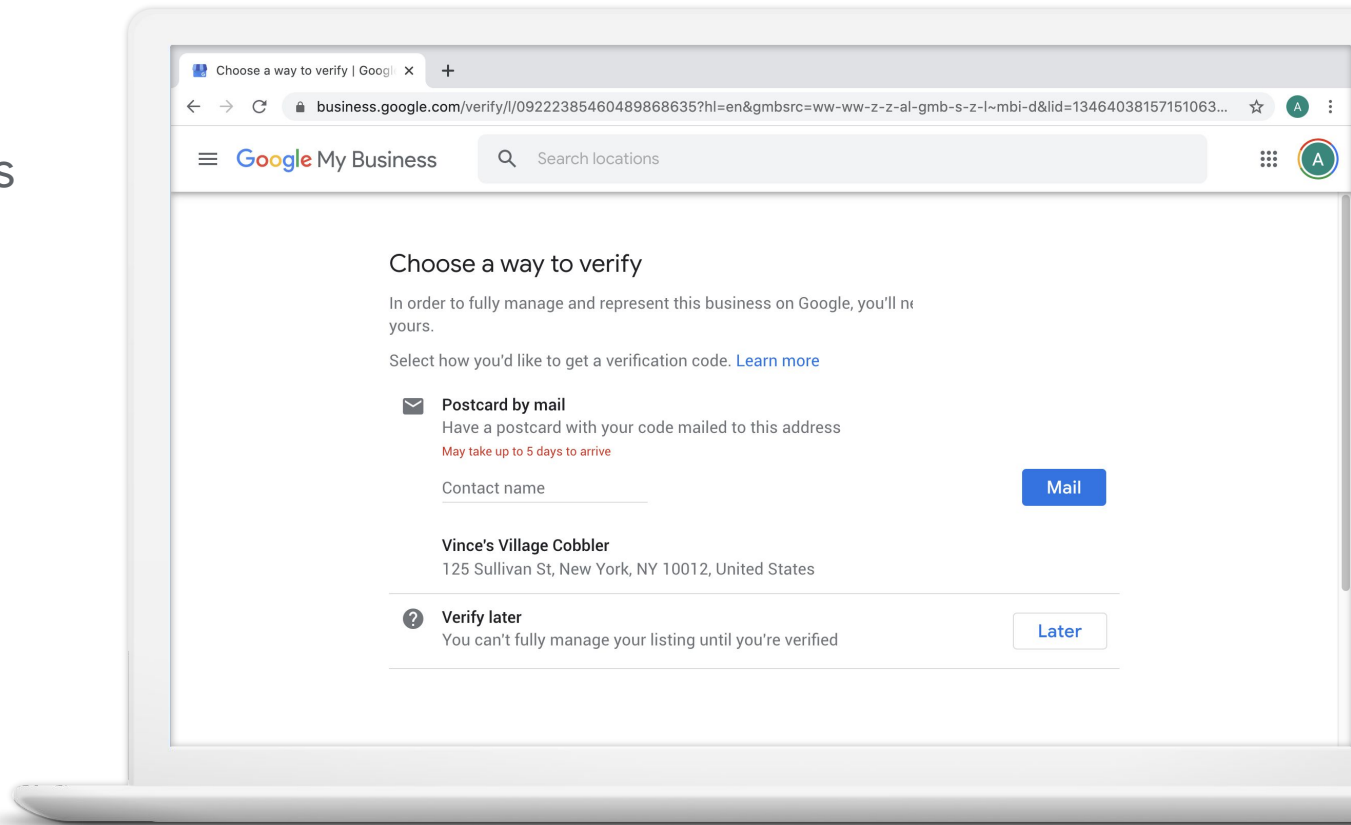 s
Choose a way to verify | Googl
business.google.com/verify/l/09222385460489868635?hl=en&gmbsrc=ww-ww-z-z-al-gmb-s-z-l~mbi-d&lid=13464038157151063...
A
Google My Business
Search locations
A
Choose a way to verify
In order to fully manage and represent this business on Google, you'll ne
yours.
Select how you'd like to get a verification code. Learn more
Postcard by mail
Have a postcard with your code mailed to this address
May take up to 5 days to arrive
Contact name
Mail
Vince's Village Cobbler
125 Sullivan St, New York, NY 10012, United States
Verify later
You can't fully manage your listing until you're verified
Later